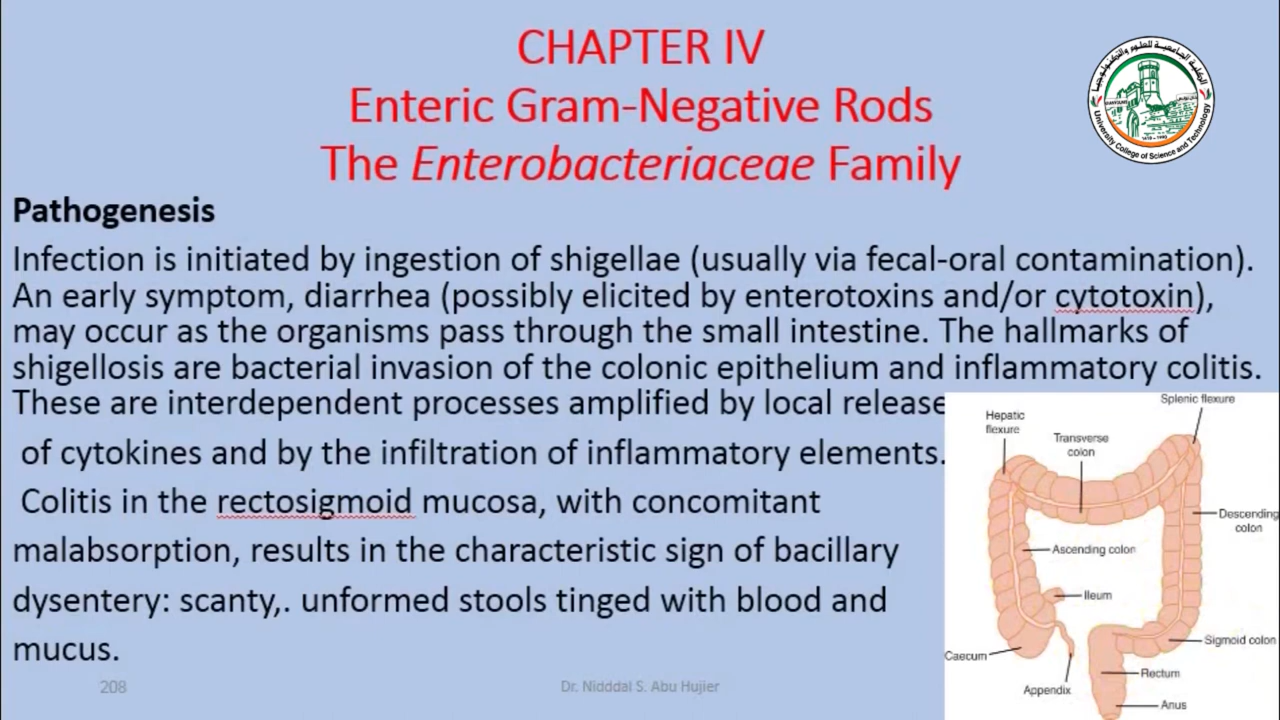 CHAPTER IV
Enteric Gram-Negative Rods
The Enterobacteriaceae Family
University College of Science and Technology
Pathogenesis
Infection is initiated by ingestion of shigellae (usually via fecal-oral contamination).
An early symptom, diarrhea (possibly elicited by enterotoxins and/or cytotoxin),
may occur as the organisms pass through the small intestine. The hallmarks of
shigellosis are bacterial invasion of the colonic epithelium and inflammatory colitis.
These are interdependent processes amplified by local release
of cytokines and by the infiltration of inflammatory elements.
Colitis in the rectosigmoid mucosa, with concomitant
malabsorption, results in the characteristic sign of bacillary
dysentery: scanty,. unformed stools tinged with blood and
mucus.
Splenic flexure
Hepatic
flexure
Transverse
colon
Descending
colon
Ascending colon
Ileum
Sigmoid colon
Caecum
Rectum
Appendix
Anus
208
Dr. Nidddal S. Abu Hujier